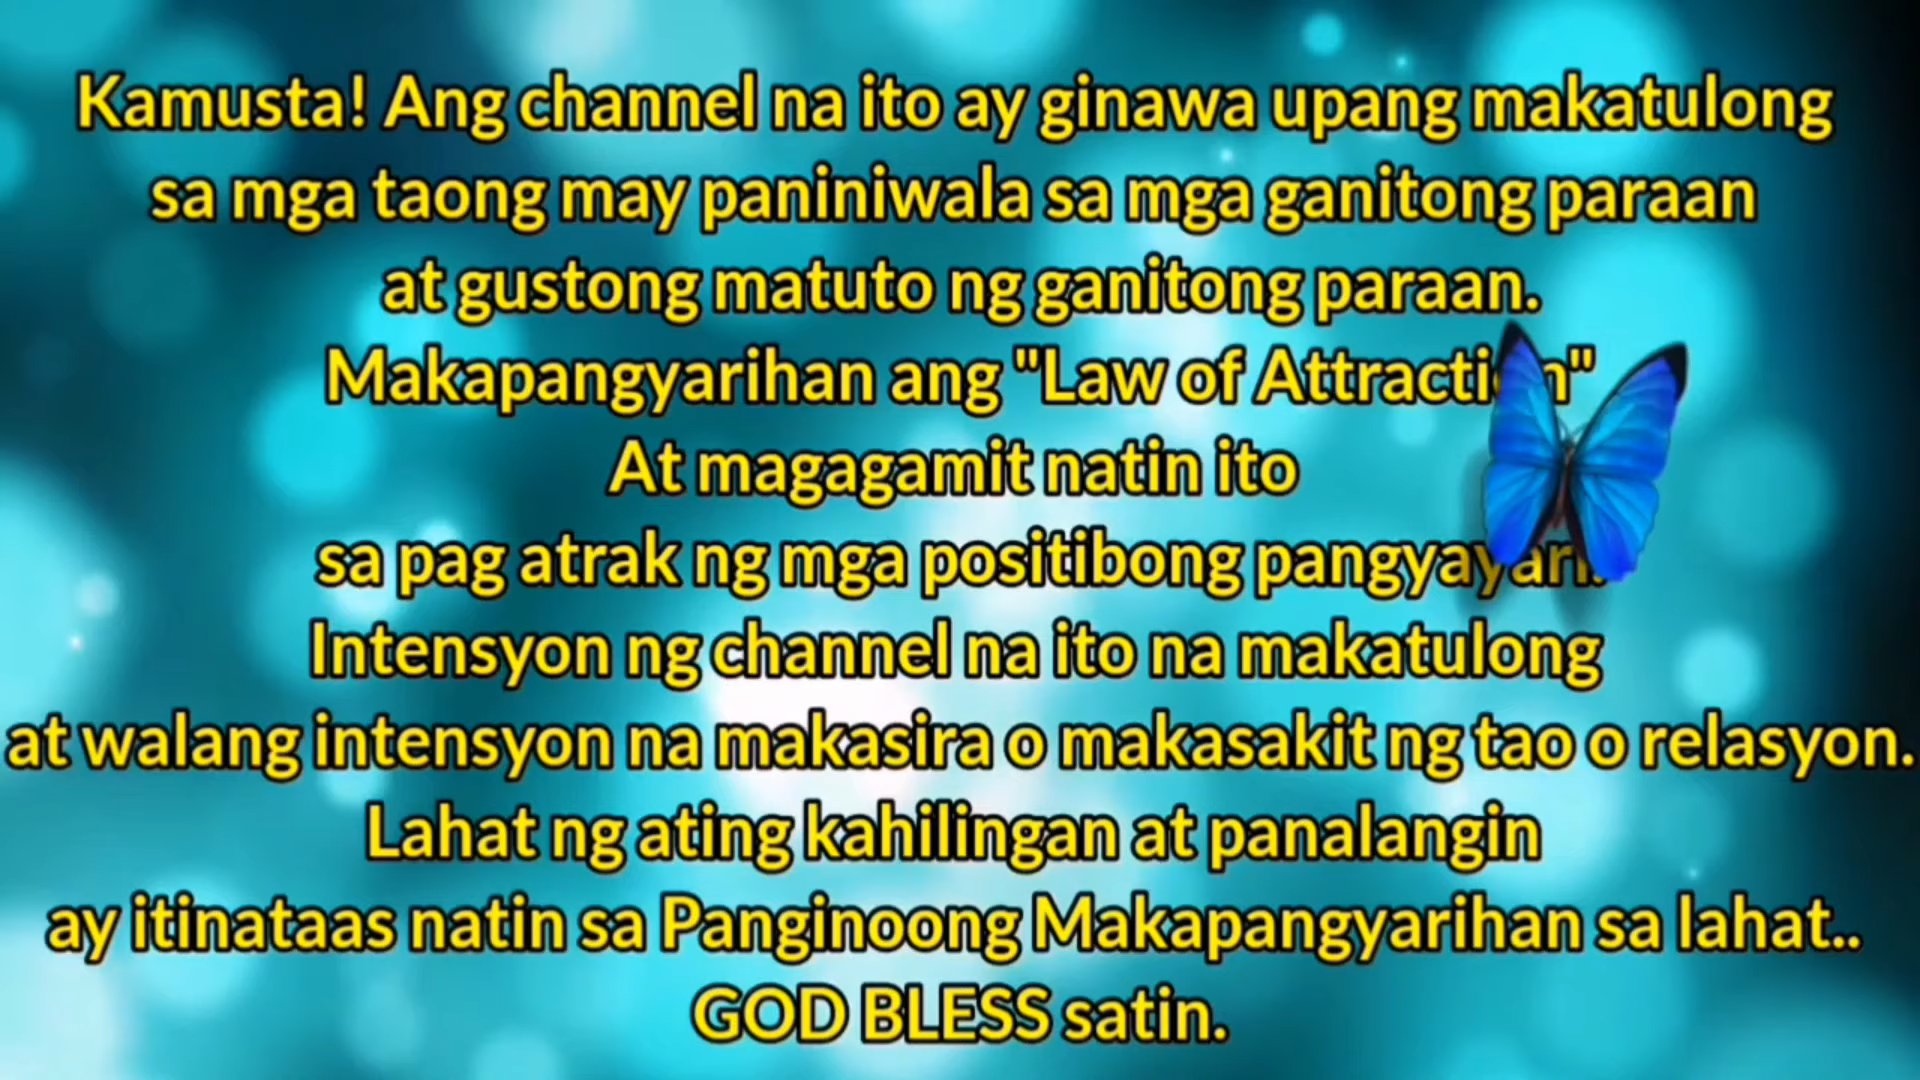 Kamusta! Ang channel na ito ay ginawa upang makatulong
sa mga taong may paniniwala sa mga ganitong paraan
at gustong matuto ng ganitong paraan.
Makapangyarihan ang "Law of Attraction"
At magagamit natin ito
sa pag atrak ng mga positibong pangyayari.
Intensyon ng channel na ito na makatulong
at walang intensyon na makasira o makasakit ng tao o relasyon.
Lahat ng ating kahilingan at panalangin
ay itinataas natin sa Panginoong Makapangyarihan sa lahat..
GOD BLESS satin.